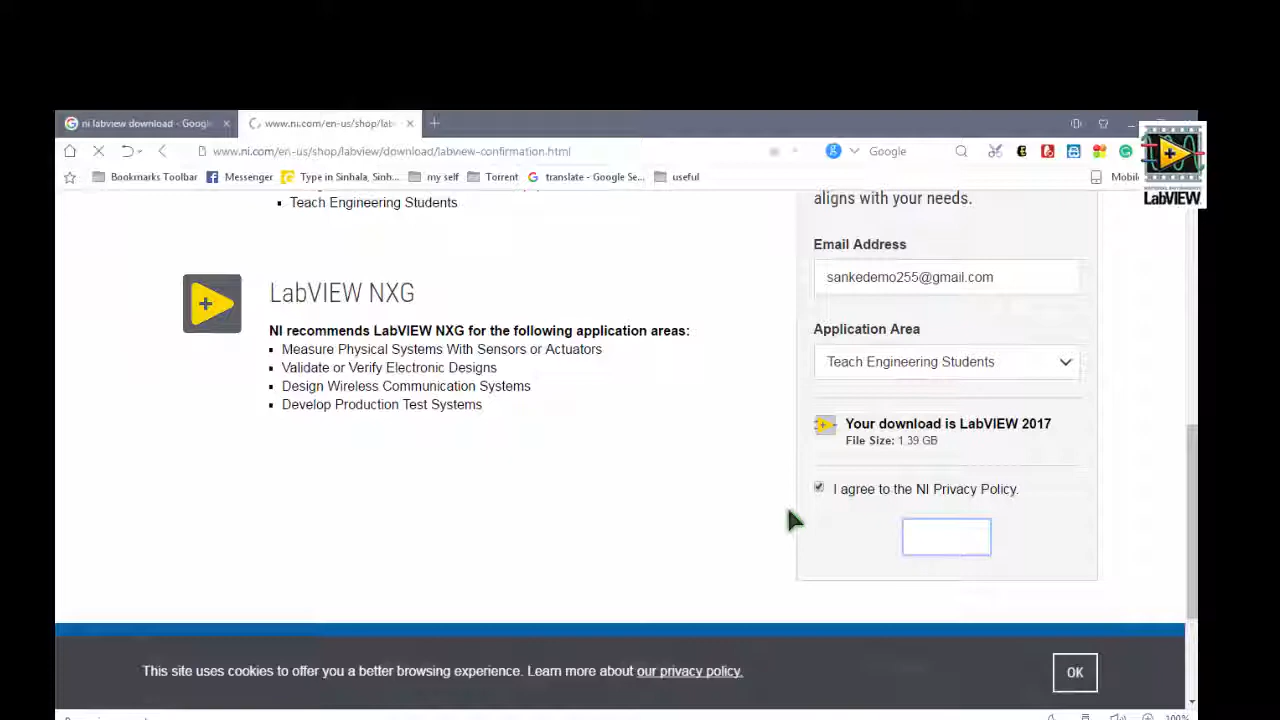 ni labview download - Googl
www.ni.com/en-us/shop/lab
www.ni.com/en-us/shop/labview/download/labview-confirmation.html
Google
Bookmarks Toolbar
Messenger
Type in Sinhala, Sinh...
my self
Torrent
translate - Google Se...
useful
Mobil
NATIONAL INSTRUMENTS
LabVIEW
Teach Engineering Students
LabVIEW NXG
NI recommends LabVIEW NXG for the following application areas:
Measure Physical Systems With Sensors or Actuators
Validate or Verify Electronic Designs
Design Wireless Communication Systems
Develop Production Test Systems
aligns with your needs.
Email Address
sankedemo255@gmail.com
Application Area
Teach Engineering Students
Your download is LabVIEW 2017
File Size: 1.39 GB
I agree to the NI Privacy Policy.
This site uses cookies to offer you a better browsing experience. Learn more about our privacy policy.
OK
100%